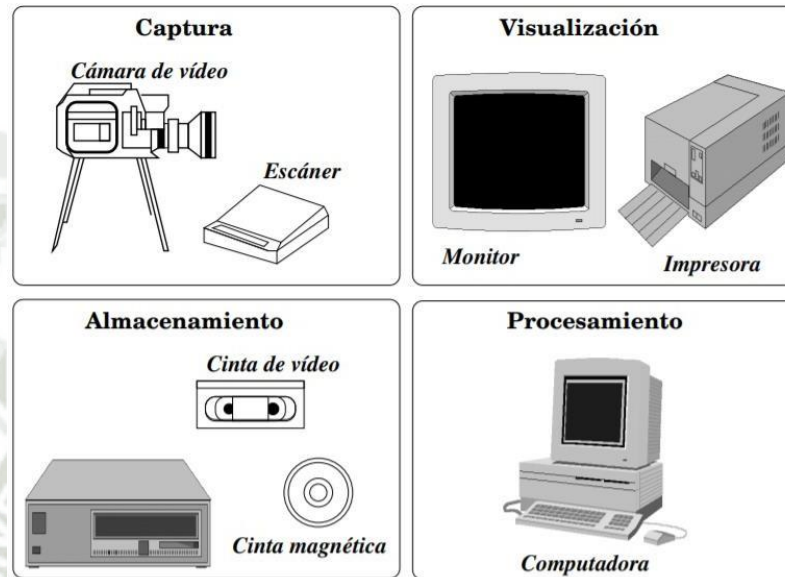 Captura
Cámara de vídeo
Escáner
Visualización
Monitor
Impresora
Almacenamiento
Cinta de vídeo
Cinta magnética
Procesamiento
Computadora